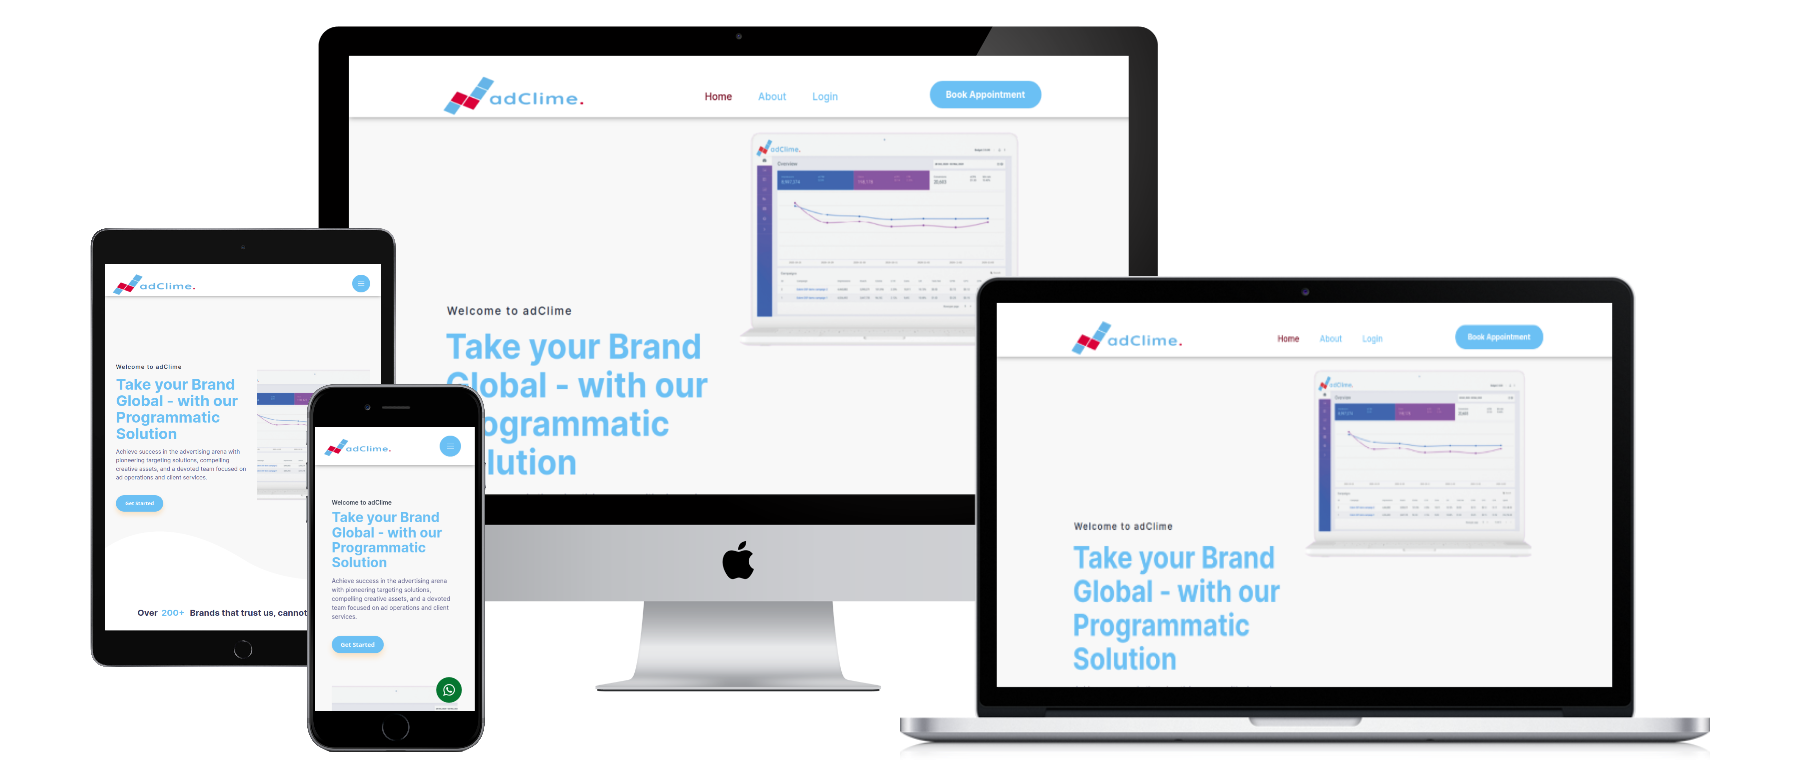 adClime.
Home About Login
Book Appointment
adClime.
Overview
Welcome to adClime
Take your Brand
Global - with our
ogrammatic
lution
adClime.
Welcome to adClime
Take your Brand
Global - with our
Programmatic
Solution
Achieve success in the advertising arena with
pioneering targeting solutions, compelling
creative assets, and a devoted team focused on
ad operations and client services.
Get started
Over 200+ Brands that trust us, cannot
adClime.
Welcome to adClime
Take your Brand
Global - with our
Programmatic
Solution
Achieve success in the advertising arena
with pioneering targeting solutions,
compelling creative assets, and a devoted
team focused on ad operations and client
services.
Get Started
adClime.
Home About Login
Book Appointment
adClime.
Overview
Welcome to adClime
Take your Brand
Global - with our
Programmatic
Solution